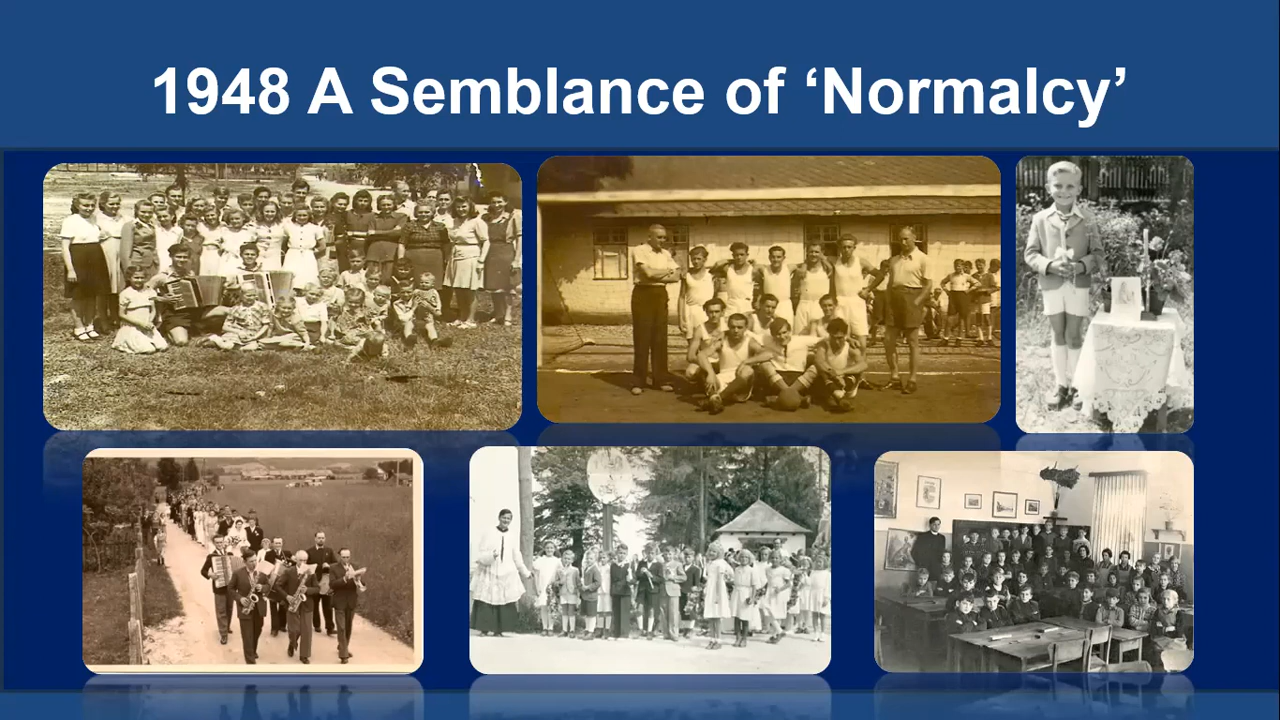 1948 A Semblance of ‘Normalcy’